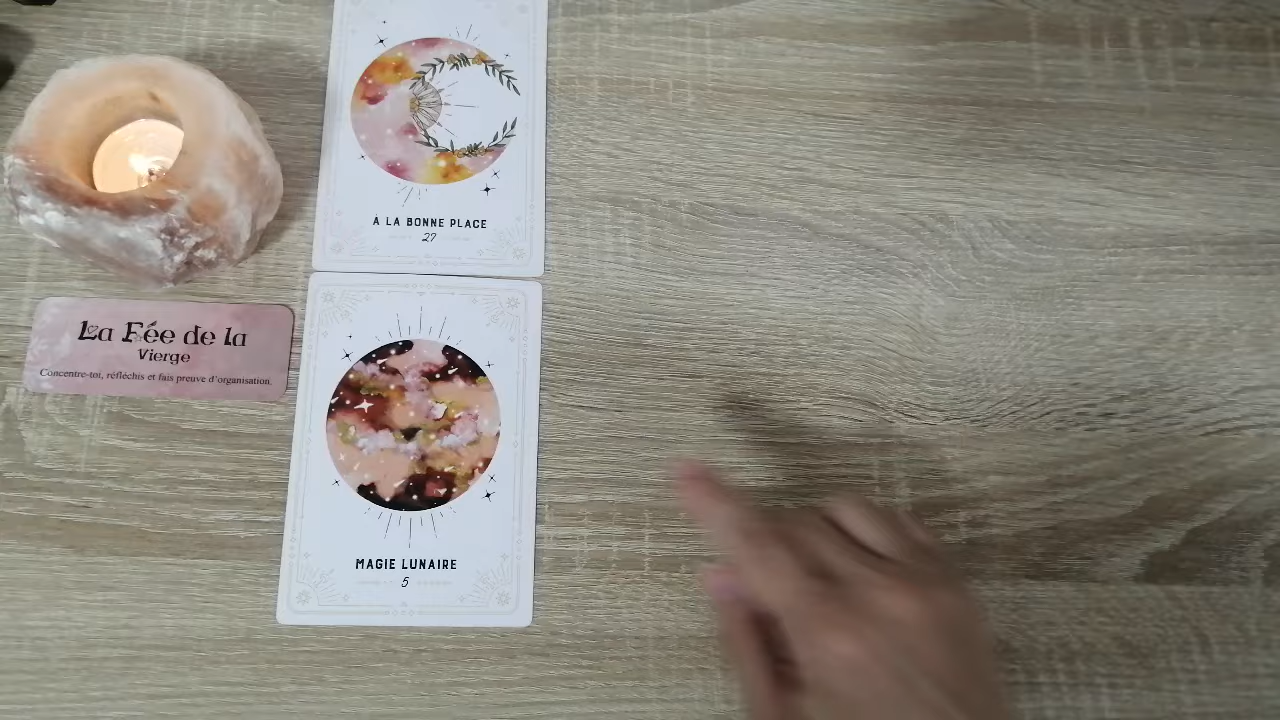 À LA BONNE PLACE
27
La Fée de la
Vierge
Concentre-toi, réfléchis et fais preuve d'organisation.
MAGIE LUNAIRE
5